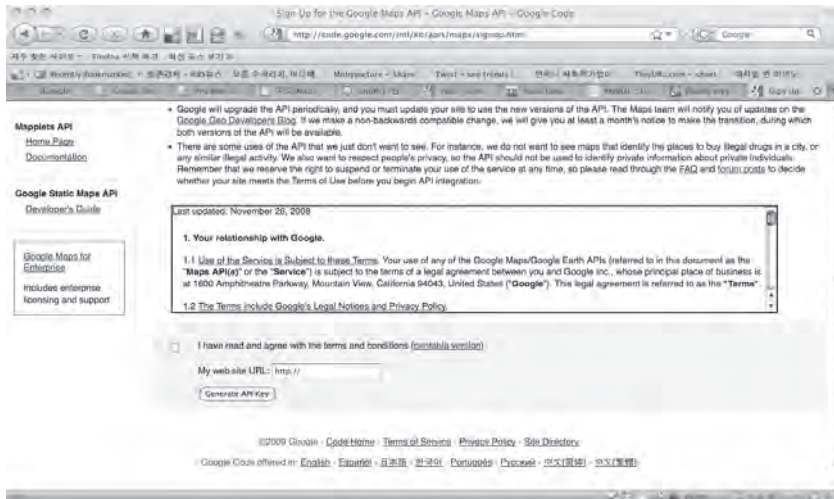 Sign Up for the Google Maps API - Google Maps API - Google Code
http://code.google.com/intl/ko/apis/maps/signup.html
Google
Google will upgrade the API periodically, and you must update your site to use the new versions of the API. The Maps team will notify you of updates on the
Google Geo Developers Blog. If we make a non-backwards compatible change, we will give you at least a month's notice to make the transition, during which
both versions of the API will be available.
There are some uses of the API that we just don't want to see. For instance, we do not want to see maps that identify the places to buy illegal drugs in a city, or
any similar illegal activity. We also want to respect people's privacy, so the API should not be used to identify private information about private individuals.
Remember that we reserve the right to suspend or terminate your use of the service at any time, so please read through the FAQ and forum posts to decide
whether your site meets the Terms of Use before you begin API integration.
Mapplets API
Home Page
Documentation
Google Static Maps API
Developer's Guide
Google Maps for
Enterprise
Includes enterprise
licensing and support
Last updated: November 26, 2008
1. Your relationship with Google.
1.1 Use of the Service is Subject to these Terms. Your use of any of the Google Maps/Google Earth APIs (referred to in this document as the
"Maps API(s)" or the "Service") is subject to the terms of a legal agreement between you and Google Inc., whose principal place of business is
at 1600 Amphitheatre Parkway, Mountain View, California 94043, United States ("Google"). This legal agreement is referred to as the "Terms".
1.2 The Terms include Google's Legal Notices and Privacy Policy.
I have read and agree with the terms and conditions (printable version)
My web site URL: http://
Generate API Key
©2009 Google - Code Home - Terms of Service - Privacy Policy - Site Directory
Google Code offered in: English - Español - 日本語 - 한국어 - Português - Pусский - 中文(简体) - 中文(繁體)